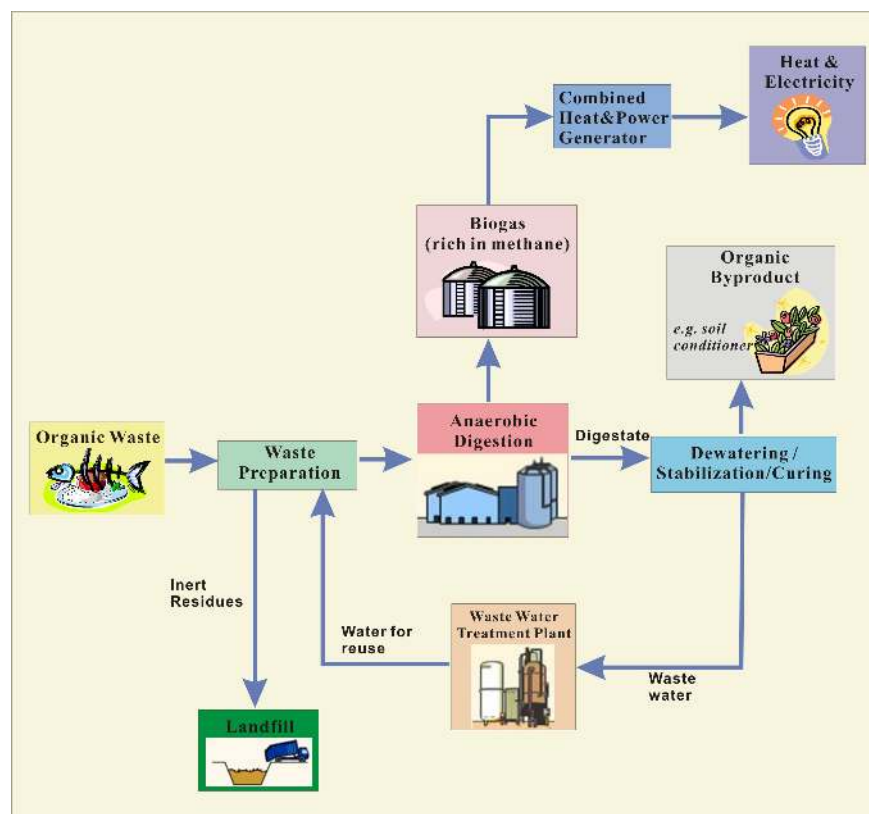 Heat &
Electricity
Combined
Heat&Power
Generator
Biogas
(rich in methane)
Organic
Byproduct
e.g. soil
conditioner
Organic Waste
Waste
Preparation
Anaerobic
Digestion
Digestate
Dewatering /
Stabilization/Curing
Inert
Residues
Water for
reuse
Waste Water
Treatment Plant
Waste
water
Landfill